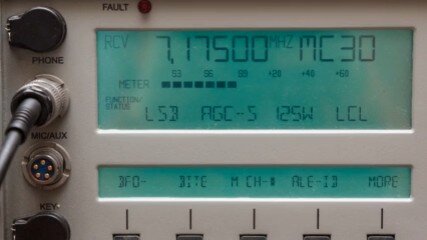 FAULT
RCV 7.17500 MHZ MC30
PHONE
S3 S6 S9 +20 +40 +60
METER
FUNCTION/
STATUS
LSB AGC-S 125W LCL
MIC/AUX
BFO- BITE M CH-# ALE-ID MORE
KEY